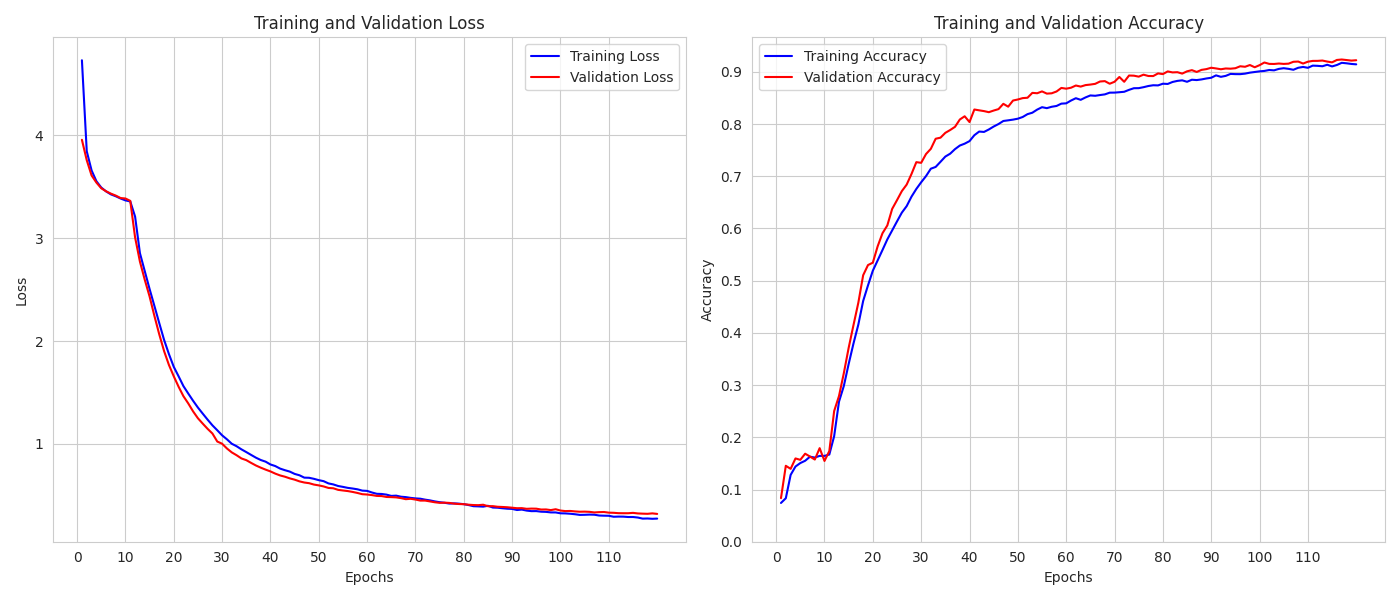 Training and Validation Loss
Training Loss
Validation Loss
4
3
2
1
Loss
0 10 20 30 40 50 60 70 80 90 100 110
Epochs
Training and Validation Accuracy
Training Accuracy
Validation Accuracy
0.9
0.8
0.7
0.6
0.5
0.4
0.3
0.2
0.1
0.0
Accuracy
0 10 20 30 40 50 60 70 80 90 100 110
Epochs